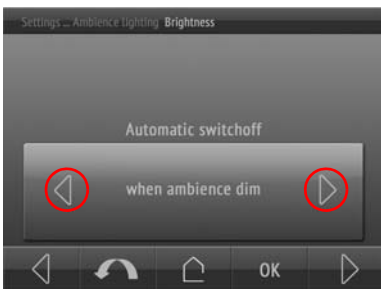 Settings ... Ambience lighting Brightness
Automatic switchoff
when ambience dim
OK